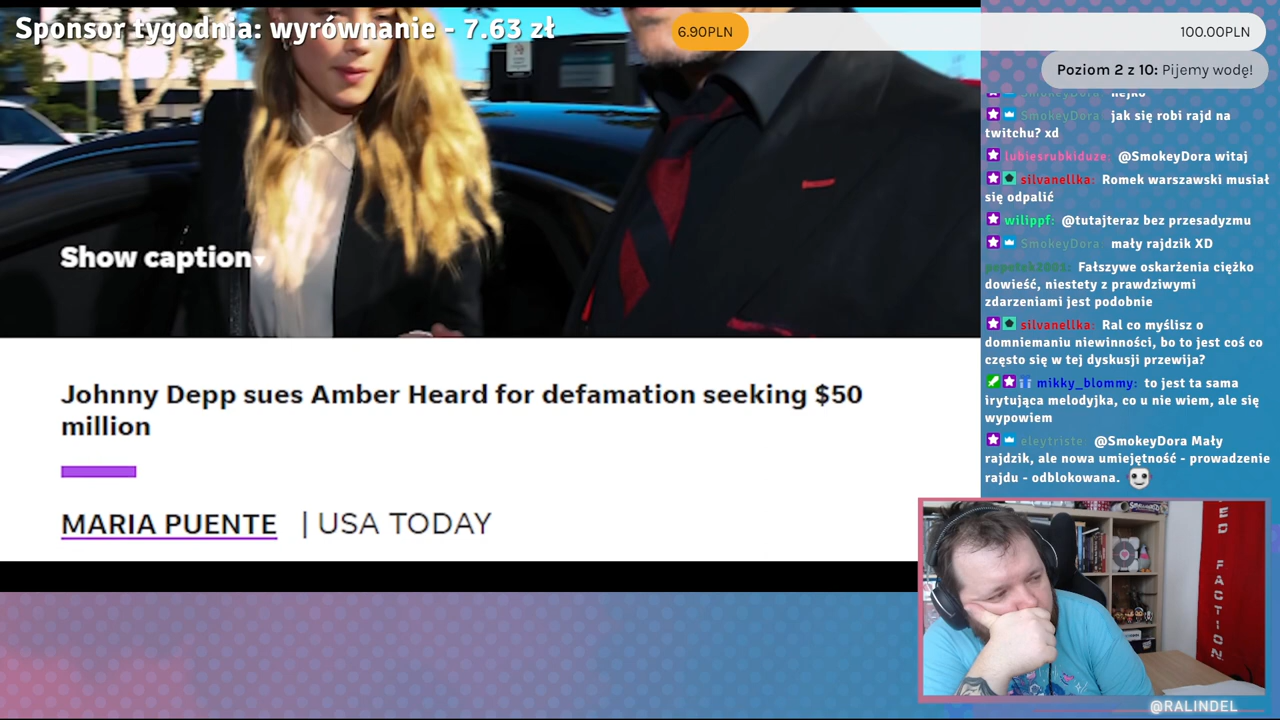 Sponsor tygodnia: wyrównanie - 7.63 zł
6.90PLN
100.00PLN
Poziom 2 z 10: Pijemy wodę!
SmokeyDora hejko
SmokeyDora jak się robi rajd na
twitchu? xd
lubiesrubkiduze: @SmokeyDora witaj
silvanellka: Romek warszawski musiał
się odpalić
wilippf: @tutajteraz bez przesadyzmu
SmokeyDora mały rajdzik XD
Fałszywe oskarżenia ciężko
dowieść, niestety z prawdziwymi
zdarzeniami jest podobnie
silvanellka: Ral co myślisz o
domniemaniu niewinności, bo to jest coś co
często się w tej dyskusji przewija?
mikky_blommy: to jest ta sama
irytująca melodyjka, co u nie wiem, ale się
wypowiem
eleytriste @SmokeyDora Mały
rajdzik, ale nowa umiejętność - prowadzenie
rajdu - odblokowana.
Show caption
Johnny Depp sues Amber Heard for defamation seeking $50
million
MARIA PUENTE | USA TODAY
RED FACTION
@RALINDEL